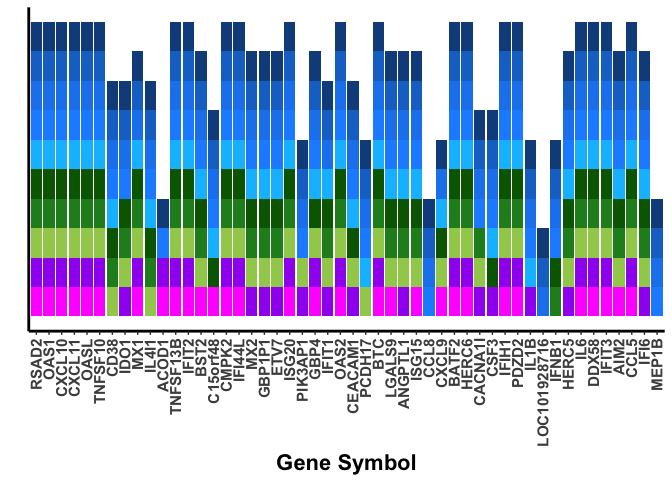 RSAD2
OAS1
CXCL10
CXCL11
OASL
TNFSF10
CD38
IDO1
MX1
IL4I1
ACOD1
TNFSF13B
IFIT2
BST2
C15orf48
CMPK2
IFI44L
MX2
GBP1P1
ETV7
ISG20
PIK3AP1
GBP4
IFIT1
OAS2
CEACAM1
PCDH17
BTC
LGALS9
ANGPTL1
ISG15
CCL8
CXCL9
BATF2
HERC6
CACNA1I
CSF3
IFIH1
PDZD2
IL1B
LOC101928716
IFNB1
HERC5
IL6
DDX58
IFIT3
AIM2
CCL5
IFI6
MEP1B
Gene Symbol